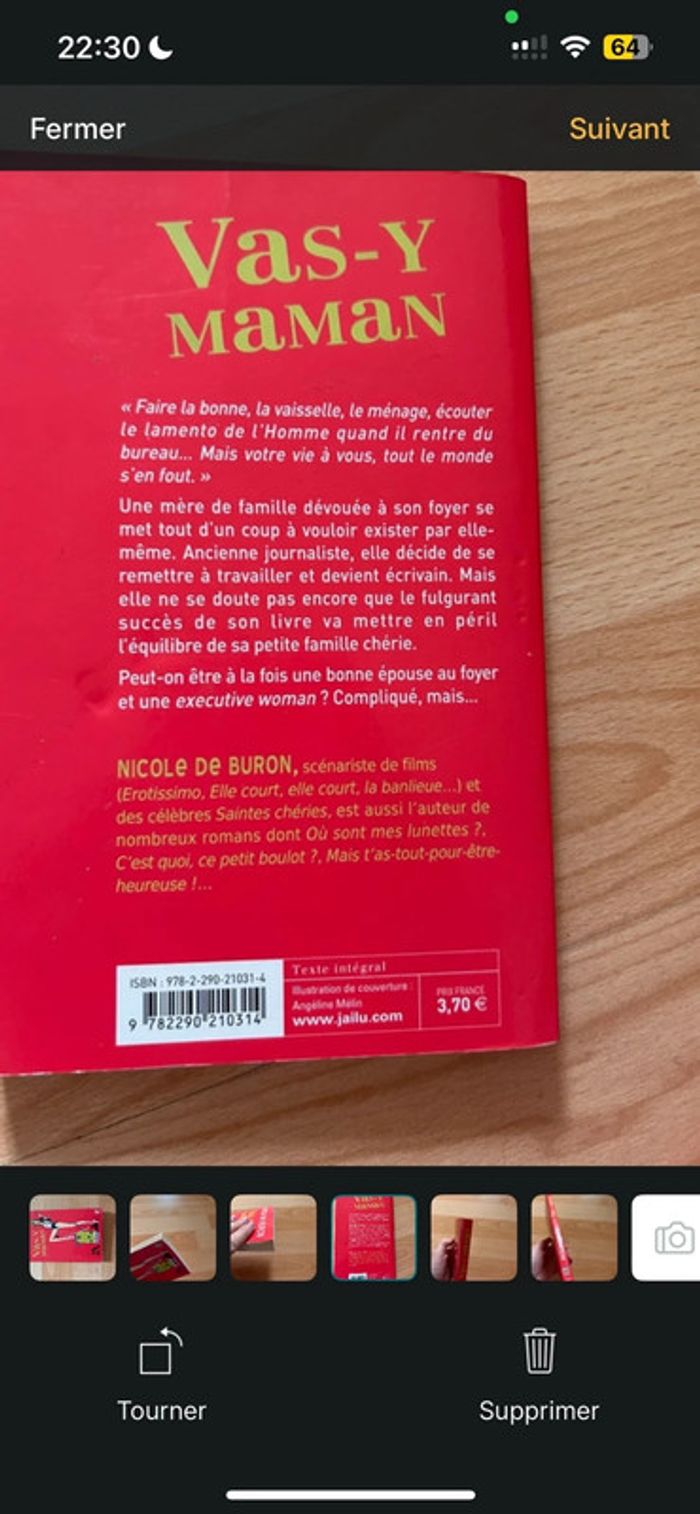 22:30
64
Fermer
Suivant
Vas-Y
MaMaN
« Faire la bonne, la vaisselle, le ménage, écouter
le lamento de l'Homme quand il rentre du
bureau... Mais votre vie à vous, tout le monde
s'en fout. »
Une mère de famille dévouée à son foyer se
met tout d'un coup à vouloir exister par elle-
même. Ancienne journaliste, elle décide de se
remettre à travailler et devient écrivain. Mais
elle ne se doute pas encore que le fulgurant
succès de son livre va mettre en péril
l'équilibre de sa petite famille chérie.
Peut-on être à la fois une bonne épouse au foyer
et une executive woman ? Compliqué, mais...
NICOLe De BURON, scénariste de films
(Erotissimo, Elle court, elle court, la banlieue...) et
des célèbres Saintes chéries, est aussi l'auteur de
nombreux romans dont Où sont mes lunettes ?,
C'est quoi, ce petit boulot ?, Mais t'as-tout-pour-être-
heureuse !...
ISBN : 978-2-290-21031-4
9 782290 210314
Texte intégral
Illustration de couverture :
Angéline Mélin
www.jailu.com
PRIX FRANCE
3,70 €
Vas-Y
MaMaN
Tourner
Supprimer